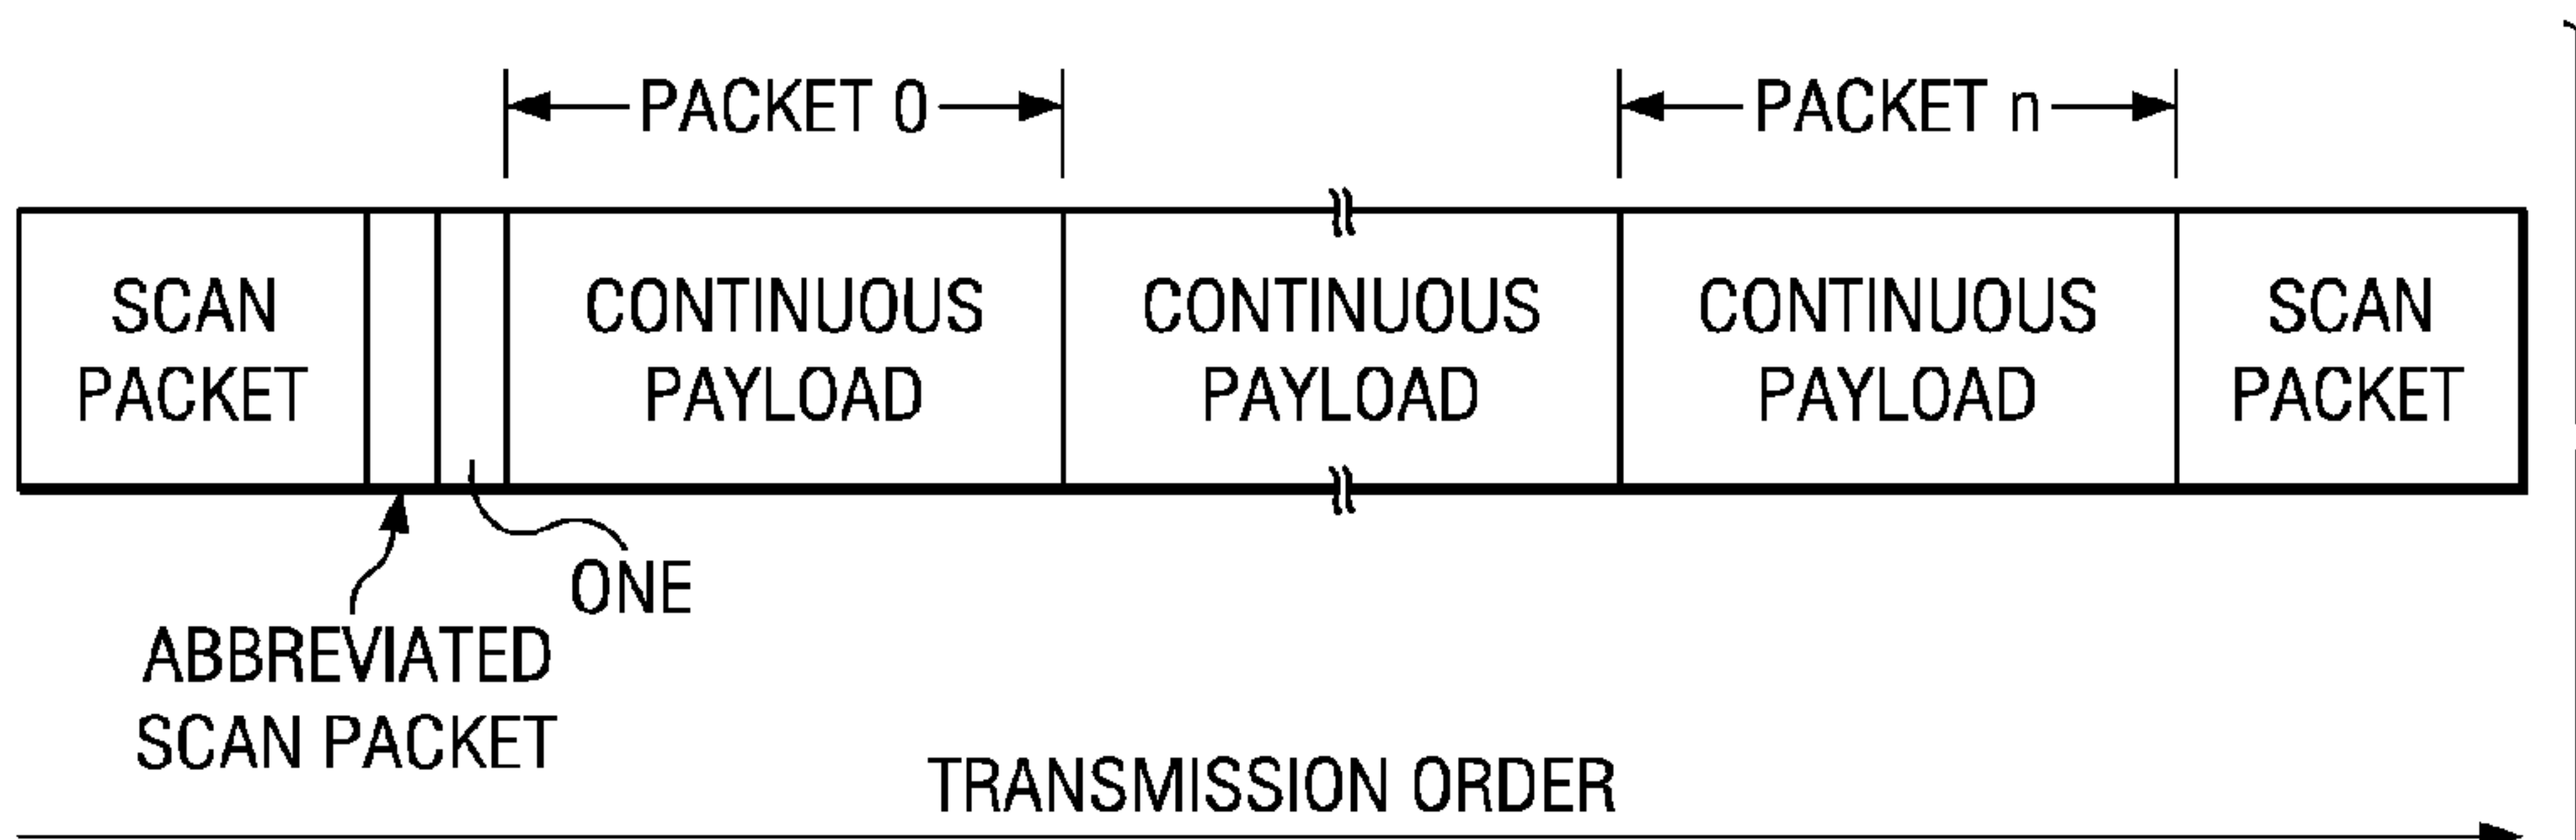 PACKET 0
PACKET n
SCAN
PACKET
CONTINUOUS
PAYLOAD
CONTINUOUS
PAYLOAD
CONTINUOUS
PAYLOAD
SCAN
PACKET
ONE
ABBREVIATED
SCAN PACKET
TRANSMISSION ORDER